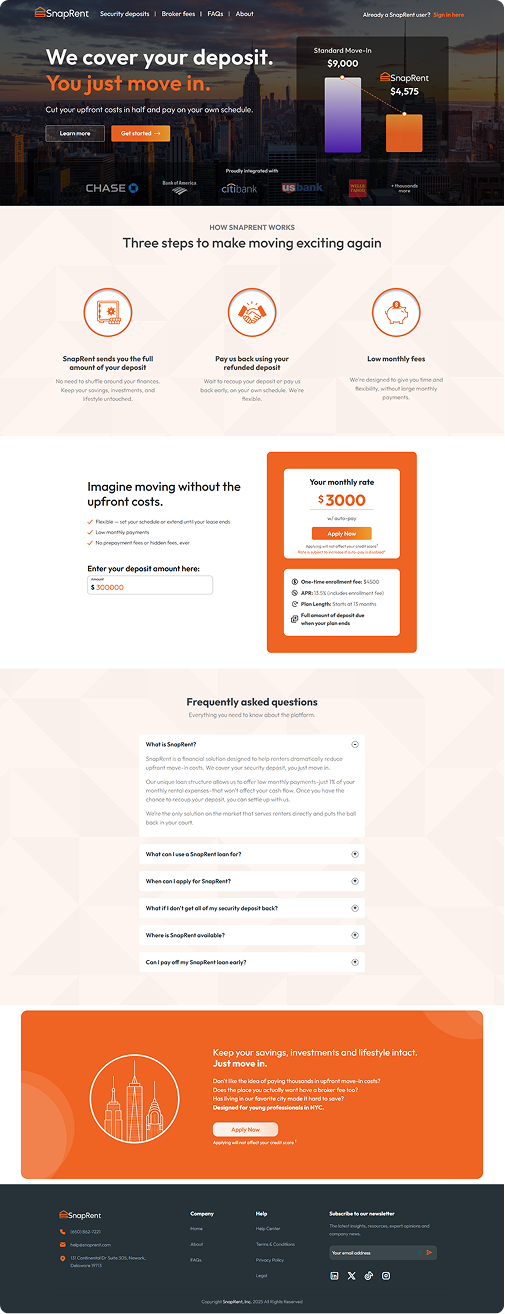 SnapRent
Security deposits | Broker fees | FAQs | About
Already a SnapRent user? Sign in here
We cover your deposit.
You just move in.
Cut your upfront costs in half and pay on your own schedule.
Learn more
Get started →
Standard Move-In
$9,000
SnapRent
$4,575
Proudly integrated with
CHASE
Bank of America
citibank
usbank
WELLS
FARGO
+ thousands
more
HOW SNAPRENT WORKS
Three steps to make moving exciting again
SnapRent sends you the full
amount of your deposit
No need to shuffle around your finances.
Keep your savings, investments, and
lifestyle untouched.
Pay us back using your
refunded deposit
Wait to recoup your deposit or pay us
back early, on your own schedule. We're
flexible.
Low monthly fees
We're designed to give you time and
flexibility, without large monthly
payments.
Imagine moving without the
upfront costs.
Flexible — set your schedule or extend until your lease ends
Low monthly payments
No prepayment fees or hidden fees, ever
Enter your deposit amount here:
Amount
$ 300000
Your monthly rate
$3000
w/ auto-pay
Apply Now
Applying will not affect your credit score¹
Rate is subject to increase if auto-pay is disabled*
One-time enrollment fee: $4500
APR: 13.5% (includes enrollment fee)
Plan Length: Starts at 15 months
Full amount of deposit due
when your plan ends
Frequently asked questions
Everything you need to know about the platform.
What is SnapRent?
SnapRent is a financial solution designed to help renters dramatically reduce
upfront move-in costs. We cover your security deposit, you just move in.
Our unique loan structure allows us to offer low monthly payments-just 1% of your
monthly rental expenses-that won't affect your cash flow. Once you have the
chance to recoup your deposit, you can settle up with us.
We're the only solution on the market that serves renters directly and puts the ball
back in your court.
What can I use a SnapRent loan for?
When can I apply for SnapRent?
What if I don't get all of my security deposit back?
Where is SnapRent available?
Can I pay off my SnapRent loan early?
Keep your savings, investments and lifestyle intact.
Just move in.
Don't like the idea of paying thousands in upfront move-in costs?
Does the place you actually want have a broker fee too?
Has living in our favorite city made it hard to save?
Designed for young professionals in NYC.
Apply Now
Applying will not affect your credit score ¹
SnapRent
(650) 862-7221
help@snaprent.com
131 Continental Dr Suite 305, Newark,
Delaware 19713
Company
Home
About
FAQs
Help
Help Center
Terms & Conditions
Privacy Policy
Legal
Subscribe to our newsletter
The latest insights, resources, expert opinions and
company news.
Your email address
Copyright SnapRent, Inc. 2025 All Rights Reserved